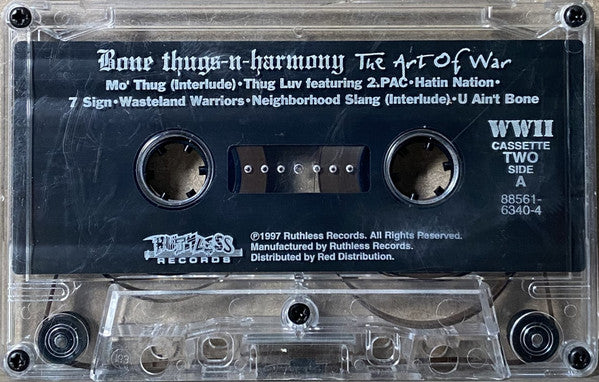 Bone thugs-n-harmony The Art Of War
Mo' Thug (Interlude)•Thug Luv featuring 2.PAC•Hatin Nation•
7 Sign•Wasteland Warriors•Neighborhood Slang (Interlude)•U Ain't Bone
WWII
CASSETTE
TWO
SIDE
A
88561-
6340-4
RUTHLESS
RECORDS
℗1997 Ruthless Records. All Rights Reserved.
Manufactured by Ruthless Records.
Distributed by Red Distribution.